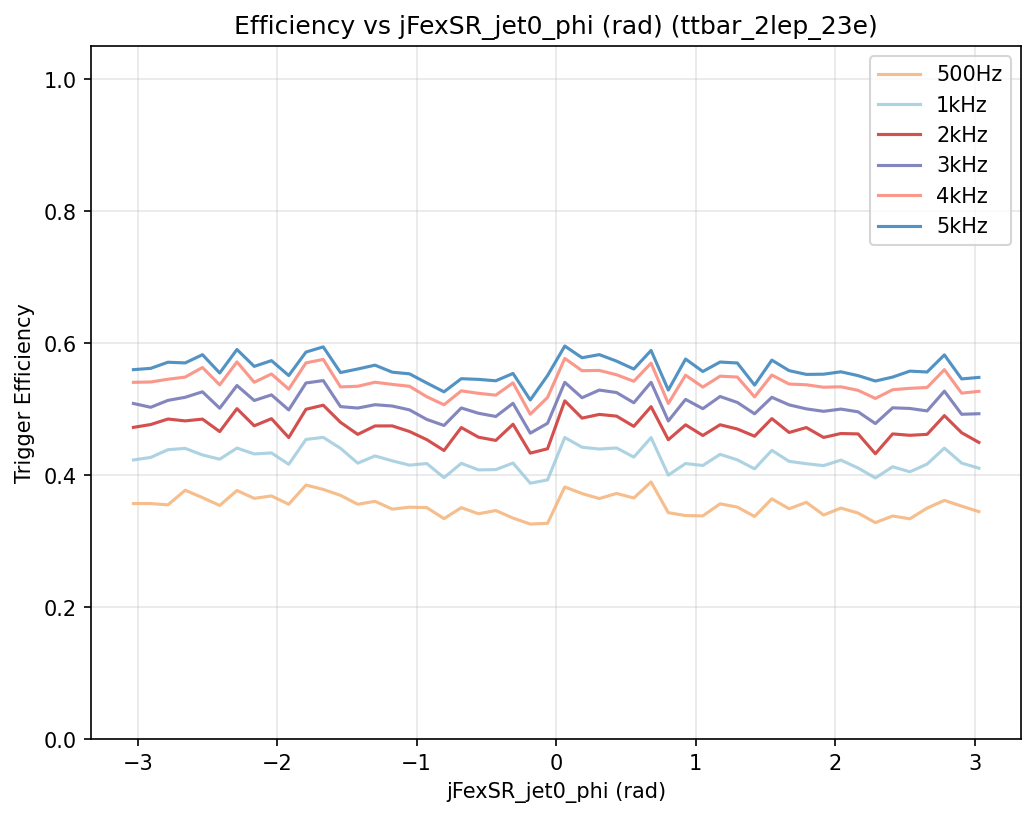 Efficiency vs jFexSR_jet0_phi (rad) (ttbar_2lep_23e)
500Hz
1kHz
2kHz
3kHz
4kHz
5kHz
Trigger Efficiency
1.0
0.8
0.6
0.4
0.2
0.0
−3
−2
−1
0
1
2
3
jFexSR_jet0_phi (rad)